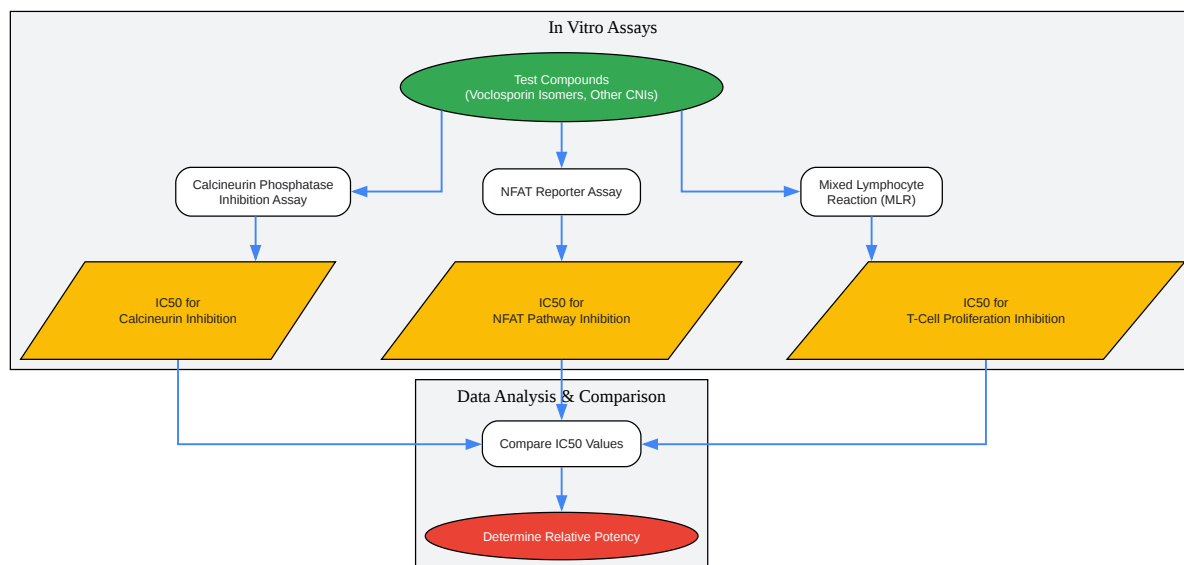 In Vitro Assays
Test Compounds
(Voclosporin Isomers, Other CNIs)
Calcineurin Phosphatase
Inhibition Assay
NFAT Reporter Assay
Mixed Lymphocyte
Reaction (MLR)
IC50 for
Calcineurin Inhibition
IC50 for
NFAT Pathway Inhibition
IC50 for
T-Cell Proliferation Inhibition
Data Analysis & Comparison
Compare IC50 Values
Determine Relative Potency